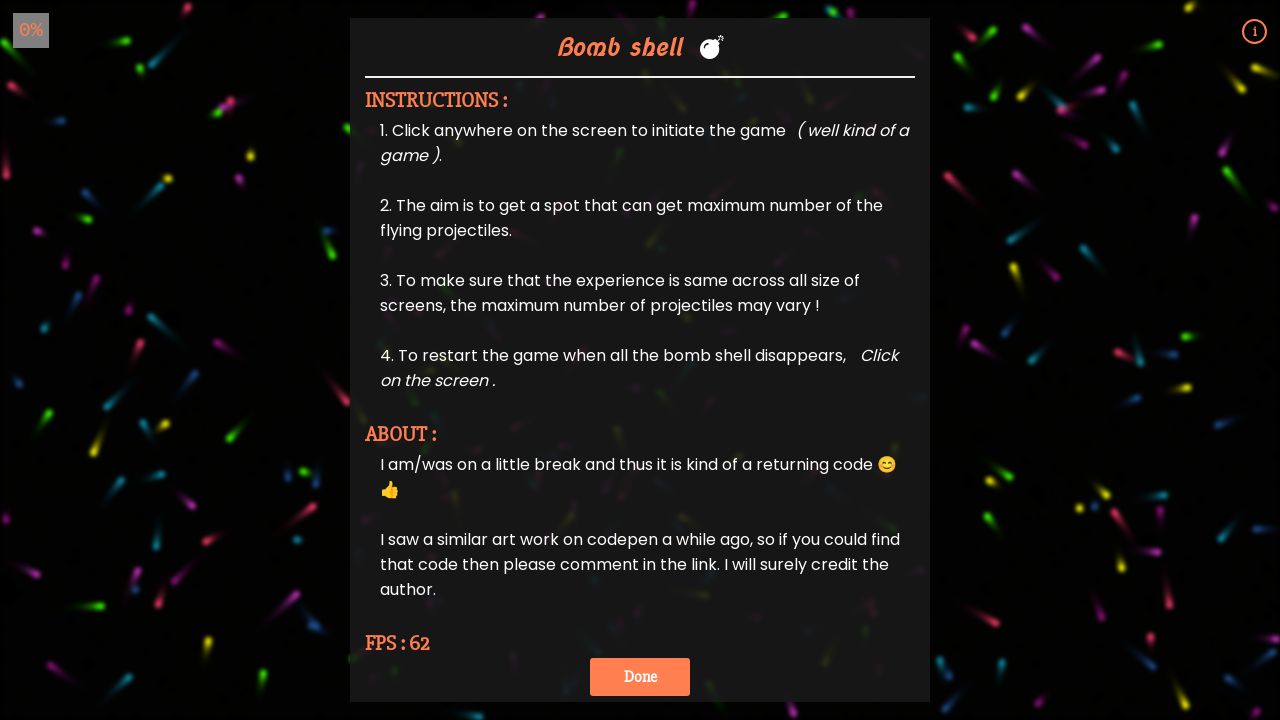 0%
i
Bomb shell 💣
INSTRUCTIONS :
1. Click anywhere on the screen to initiate the game ( well kind of a
game ).
2. The aim is to get a spot that can get maximum number of the
flying projectiles.
3. To make sure that the experience is same across all size of
screens, the maximum number of projectiles may vary !
4. To restart the game when all the bomb shell disappears, Click
on the screen .
ABOUT :
I am/was on a little break and thus it is kind of a returning code 😊
👍
I saw a similar art work on codepen a while ago, so if you could find
that code then please comment in the link. I will surely credit the
author.
FPS : 62
Done